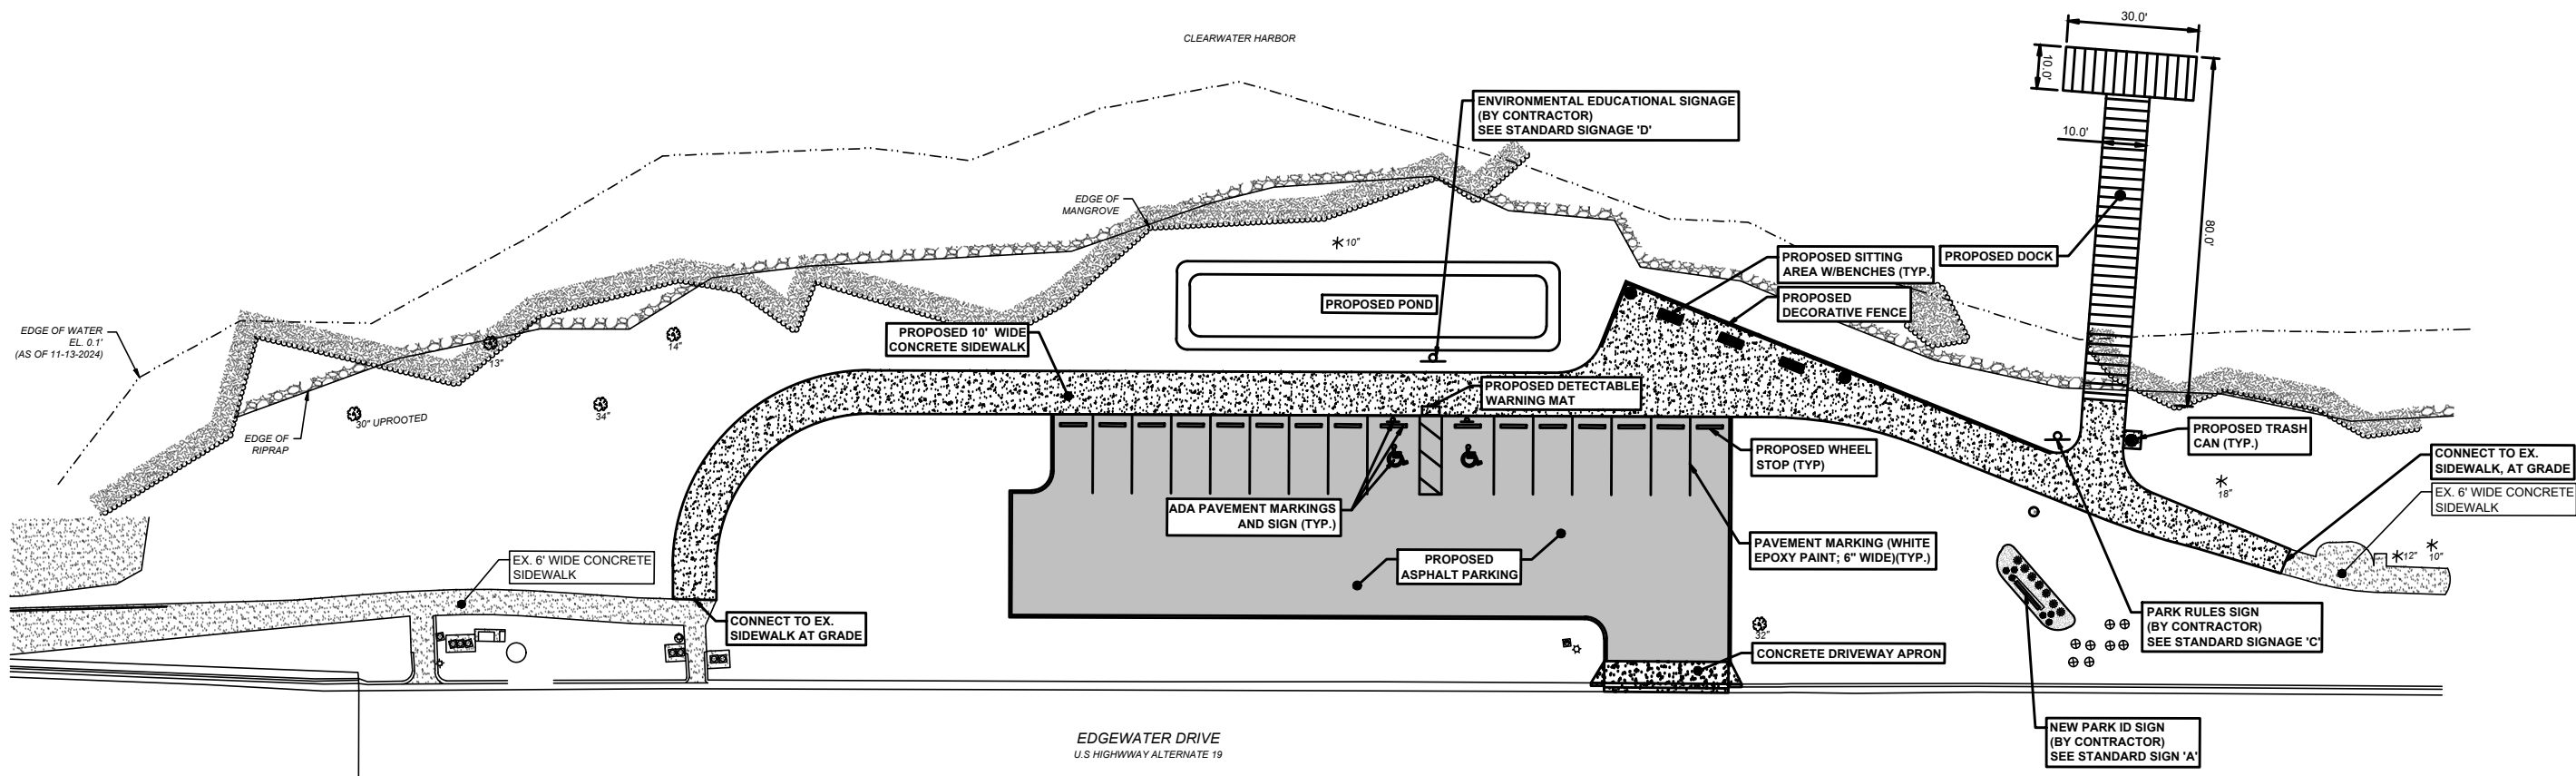 CLEARWATER HARBOR
30.0'
10.0'
10.0'
80.0'
ENVIRONMENTAL EDUCATIONAL SIGNAGE
(BY CONTRACTOR)
SEE STANDARD SIGNAGE 'D'
EDGE OF
MANGROVE
10"
PROPOSED SITTING
AREA W/BENCHES (TYP.)
PROPOSED DOCK
PROPOSED
DECORATIVE FENCE
PROPOSED POND
EDGE OF WATER
EL. 0.1'
(AS OF 11-13-2024)
PROPOSED 10' WIDE
CONCRETE SIDEWALK
13"
14"
34"
30" UPROOTED
EDGE OF
RIPRAP
PROPOSED DETECTABLE
WARNING MAT
PROPOSED WHEEL
STOP (TYP)
PROPOSED TRASH
CAN (TYP.)
CONNECT TO EX.
SIDEWALK, AT GRADE
18"
EX. 6' WIDE CONCRETE
SIDEWALK
ADA PAVEMENT MARKINGS
AND SIGN (TYP.)
PAVEMENT MARKING (WHITE
EPOXY PAINT; 6" WIDE)(TYP.)
PROPOSED
ASPHALT PARKING
12"
10"
EX. 6' WIDE CONCRETE
SIDEWALK
CONNECT TO EX.
SIDEWALK AT GRADE
32"
CONCRETE DRIVEWAY APRON
PARK RULES SIGN
(BY CONTRACTOR)
SEE STANDARD SIGNAGE 'C'
NEW PARK ID SIGN
(BY CONTRACTOR)
SEE STANDARD SIGN 'A'
EDGEWATER DRIVE
U.S HIGHWWAY ALTERNATE 19